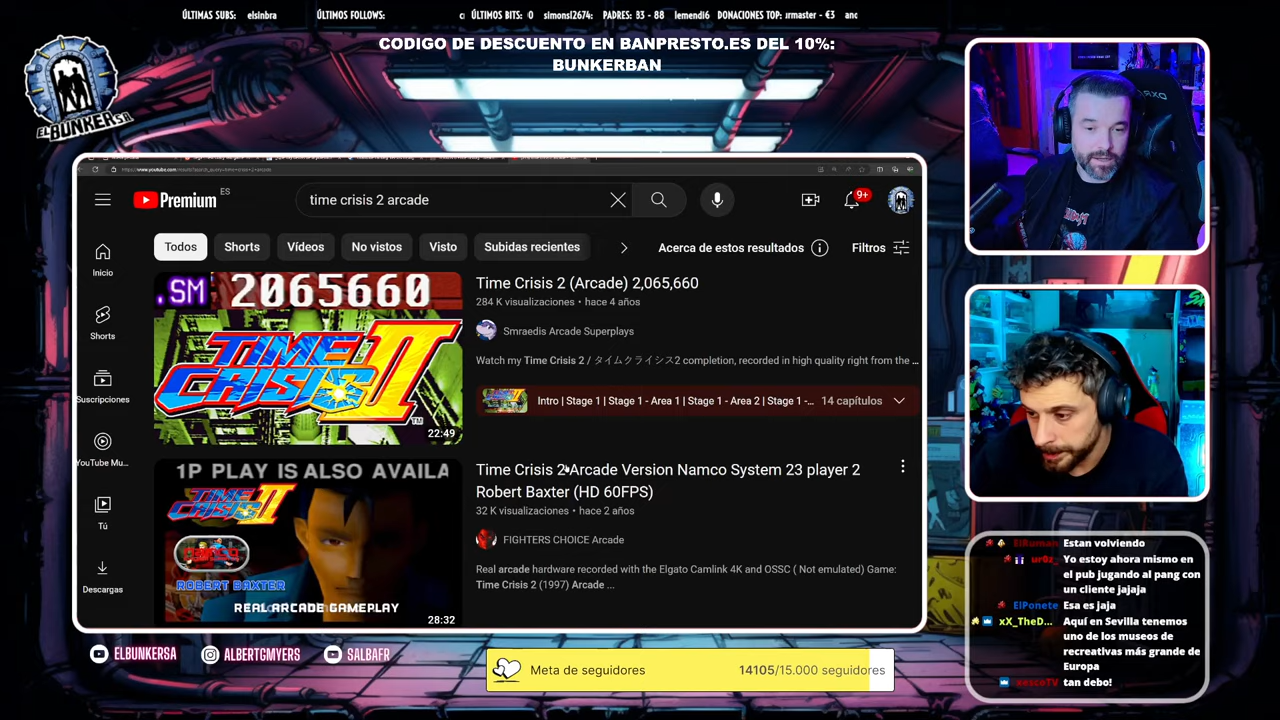 ÚLTIMAS SUBS: elsinbra ÚLTIMOS FOLLOWS: ÚLTIMOS BITS: simonsl2674: PADRES: 33 - 88 lemendi6 DONACIONES TOP: - €3
CODIGO DE DESCUENTO EN BANPRESTO.ES DEL 10%:
BUNKERBAN
ELBUNKERSA
Premium ES
time crisis 2 arcade
9+
Todos Shorts Vídeos No vistos Visto Subidas recientes Acerca de estos resultados Filtros
Inicio
Shorts
Suscripciones
YouTube Mu...
Tú
Descargas
.SM 2065660
TIME CRISIS II
TM
22:49
Time Crisis 2 (Arcade) 2,065,660
284 K visualizaciones • hace 4 años
Smraedis Arcade Superplays
Watch my Time Crisis 2 / タイムクライシス2 completion, recorded in high quality right from the ...
Intro | Stage 1 | Stage 1 - Area 1 | Stage 1 - Area 2 | Stage 1 -... 14 capítulos
1P PLAY IS ALSO AVAILA
TIME CRISIS II
namco
ROBERT BAXTER
REAL ARCADE GAMEPLAY
28:32
Time Crisis 2 Arcade Version Namco System 23 player 2
Robert Baxter (HD 60FPS)
32 K visualizaciones • hace 2 años
FIGHTERS CHOICE Arcade
Real arcade hardware recorded with the Elgato Camlink 4K and OSSC ( Not emulated) Game:
Time Crisis 2 (1997) Arcade ...
ELBUNKERSA ALBERTGMYERS SALBAFR
Meta de seguidores 14105/15.000 seguidores
ElRuman Estan volviendo
ur0z_ Yo estoy ahora mismo en
el pub jugando al pang con
un cliente jajaja
ElPonete Esa es jaja
xX_TheD... Aquí en Sevilla tenemos
uno de los museos de
recreativas más grande de
Europa
xescoTV tan debo!